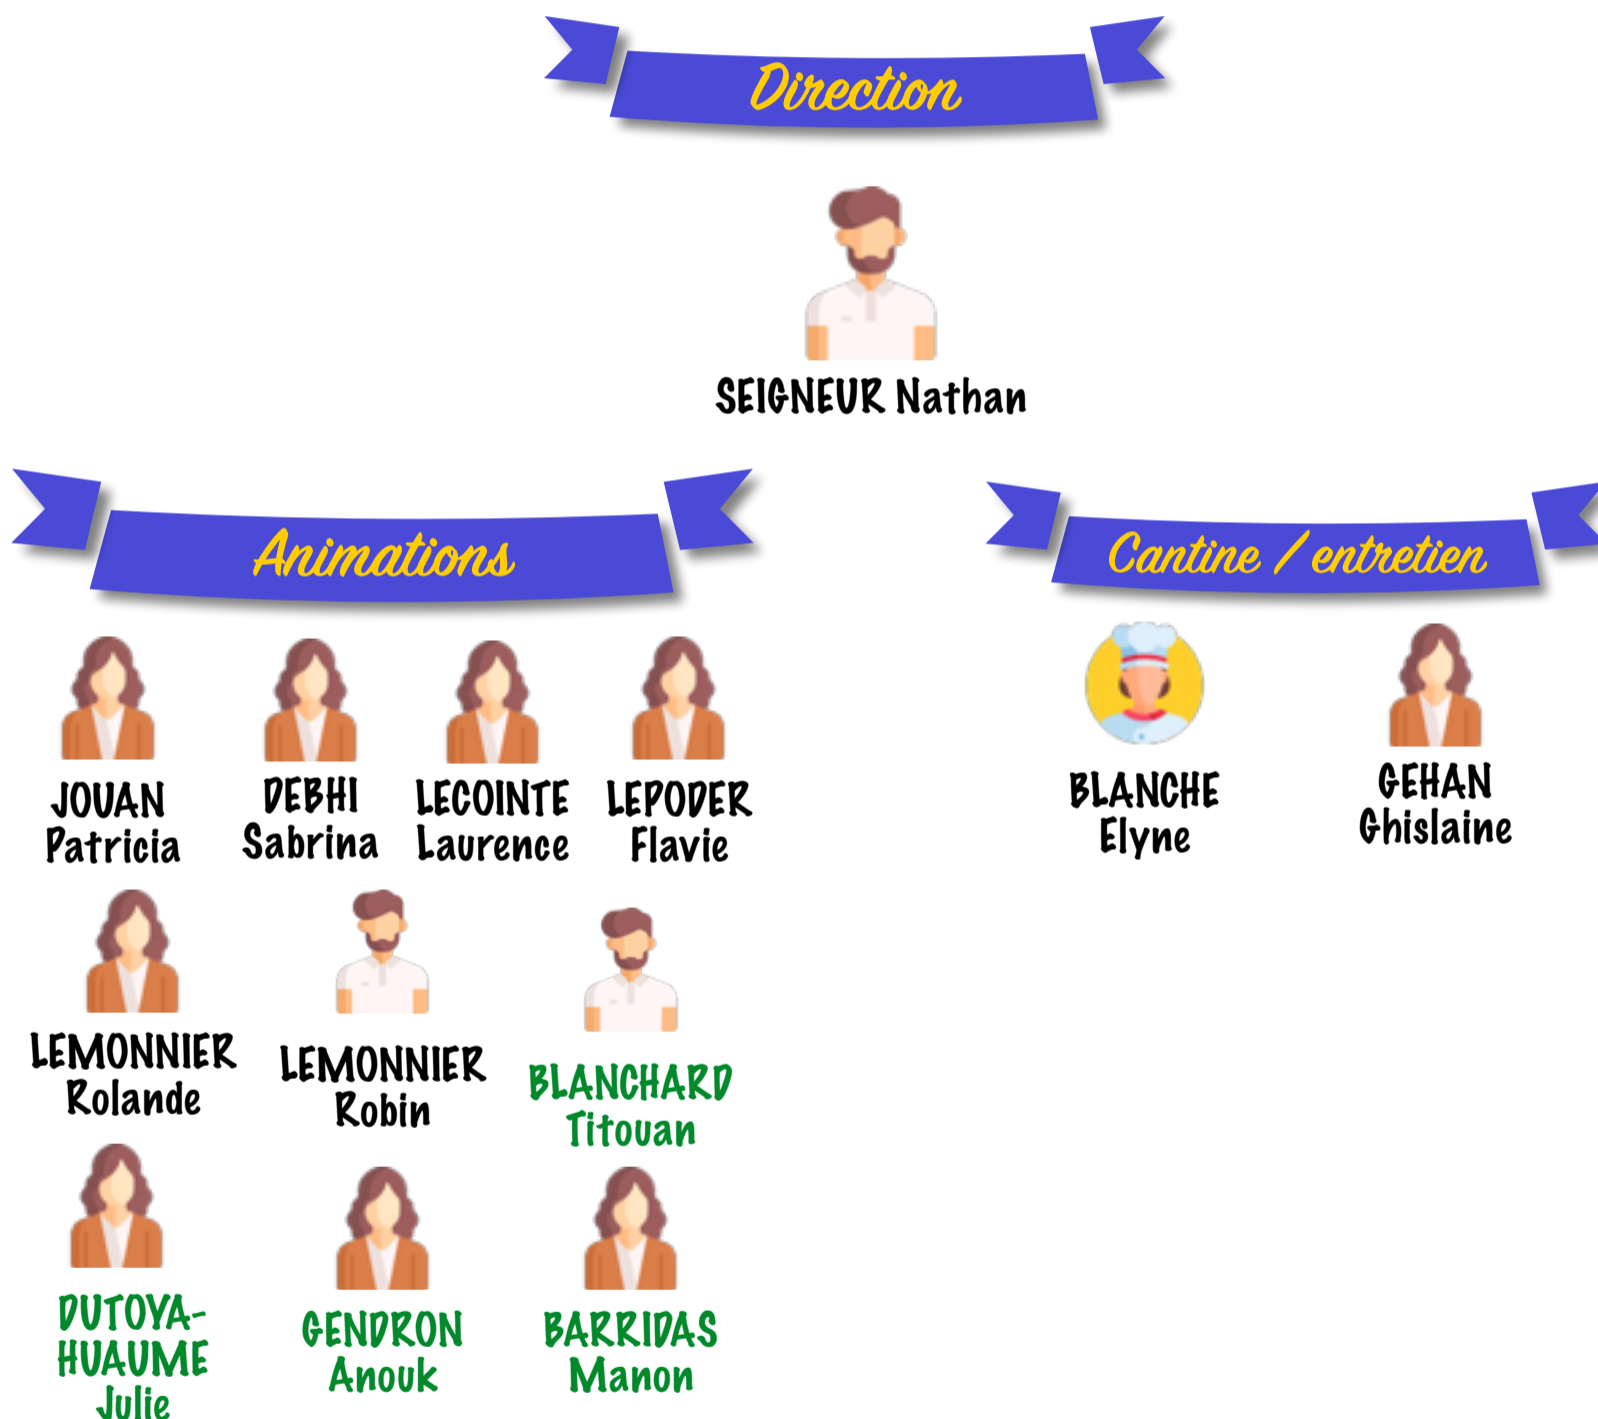 Direction
SEIGNEUR Nathan
Animations
Cantine / entretien
JOUAN
Patricia
DEBHI
Sabrina
LECOINTE
Laurence
LEPODER
Flavie
BLANCHE
Elyne
GEHAN
Ghislaine
LEMONNIER
Rolande
LEMONNIER
Robin
BLANCHARD
Titouan
DUTOYA-
HUAUME
Julie
GENDRON
Anouk
BARRIDAS
Manon